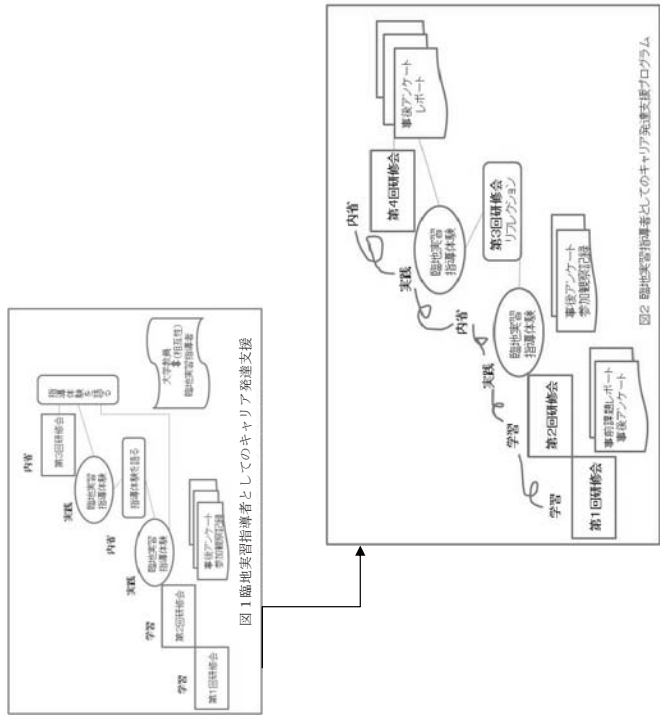 学習
第1回研修会
学習
第2回研修会
実践
臨地実習
指導体験
事後アンケート
参加観察記録
内省
指導体験を語る
実践
臨地実習
指導体験
内省
第3回研修会
指
導
体
験
を
語
る
大学教員
事(相互性)
臨地実習指導者
図1 臨地実習指導者としてのキャリア発達支援
学習
第1回研修会
学習
第2回研修会
事前課題レポート
事後アンケート
実践
臨地実習
指導体験
事後アンケート
参加観察記録
内省
第3回研修会
リフレクション
実践
臨地実習
指導体験
内省
第4回研修会
事後アンケート
レポート
図2 臨地実習指導者としてのキャリア発達支援プログラム